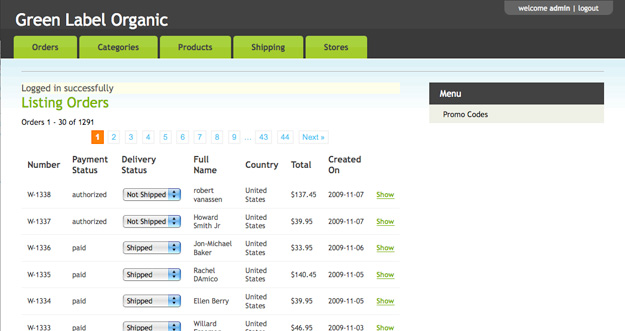 welcome admin | logout
Green Label Organic
Orders Categories Products Shipping Stores
Logged in successfully
Listing Orders
Orders 1 - 30 of 1291
1 2 3 4 5 6 7 8 9 ... 43 44 Next »
Menu
Promo Codes
Number Payment Status Delivery Status Full Name Country Total Created On
W-1338 authorized Not Shipped robert vanassen United States $137.45 2009-11-07 Show
W-1337 authorized Not Shipped Howard Smith Jr United States $39.95 2009-11-07 Show
W-1336 paid Shipped Jon-Michael Baker United States $33.95 2009-11-06 Show
W-1335 paid Shipped Rachel DAmico United States $140.45 2009-11-05 Show
W-1334 paid Shipped Ellen Berry United States $39.95 2009-11-05 Show
W-1333 paid Shipped Willard United $46.95 2009-11-03 Show